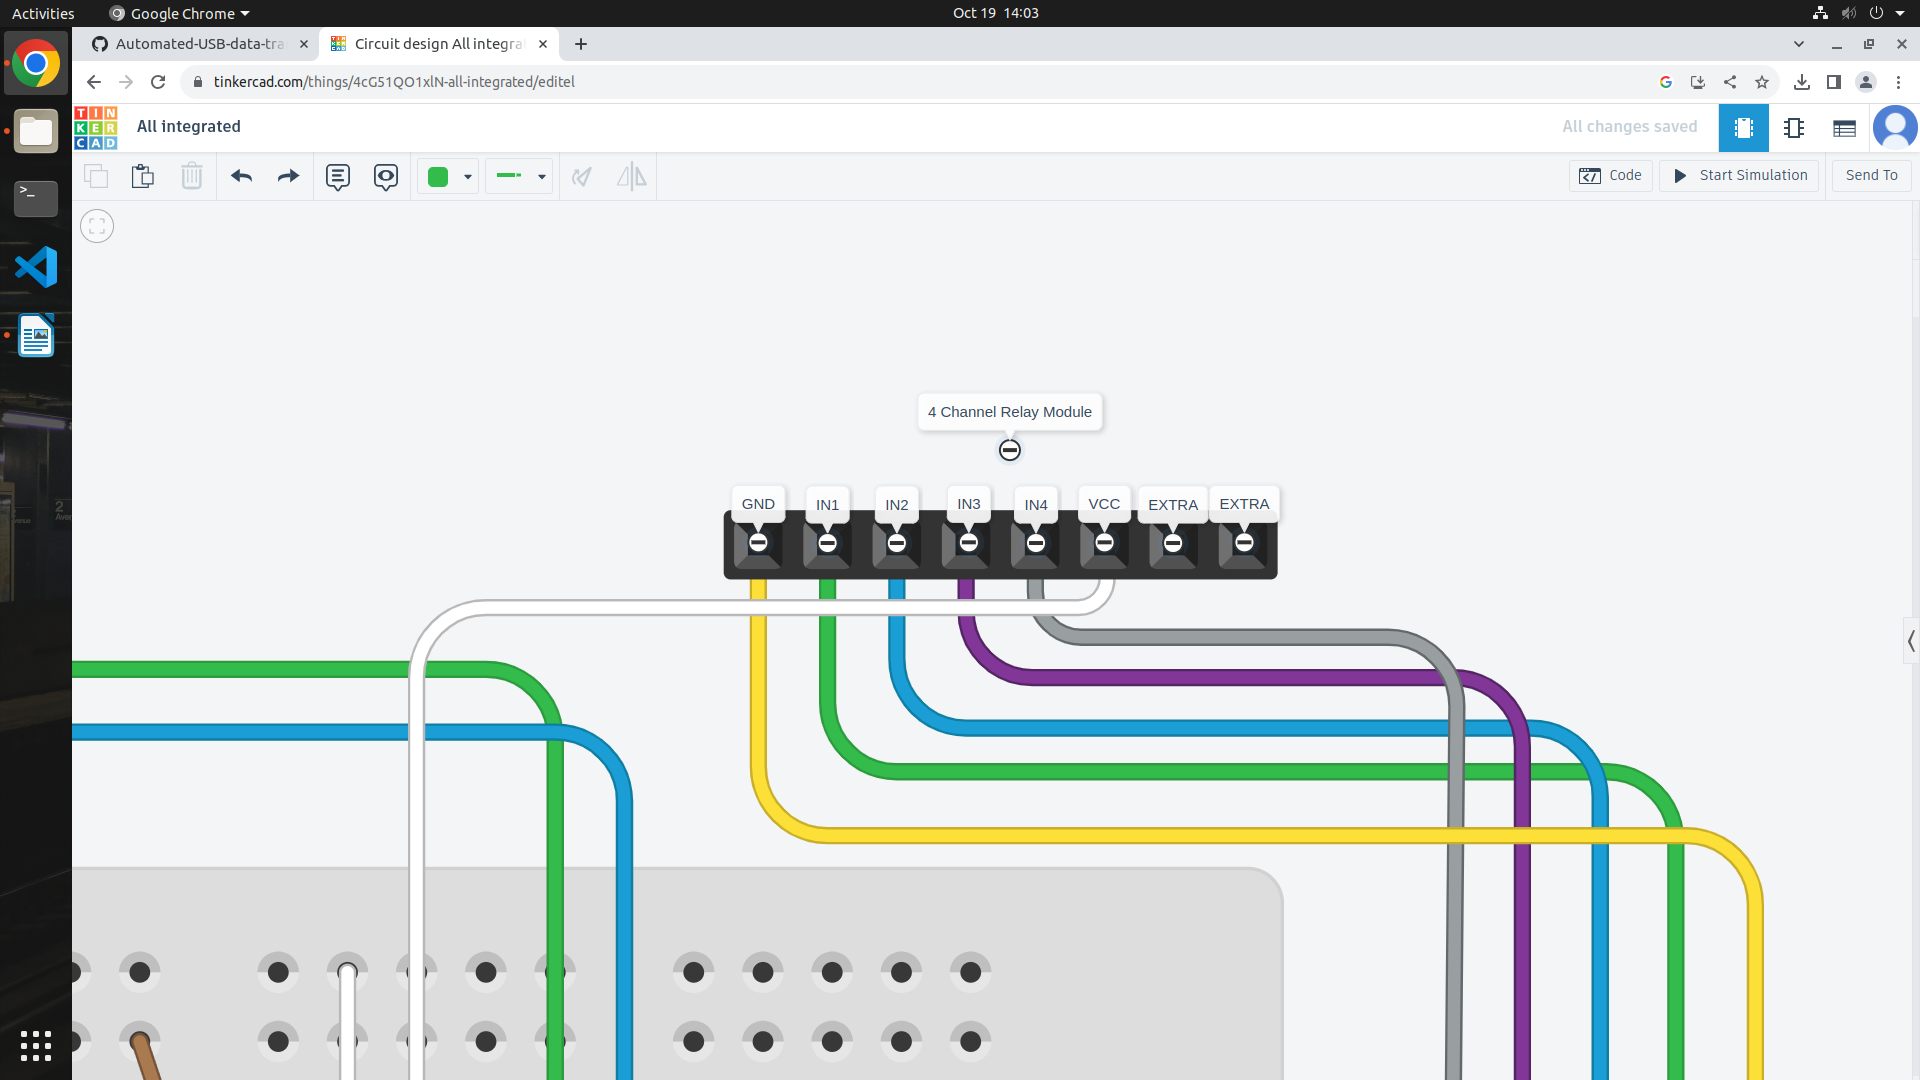 Activities
Google Chrome
Oct 19 14:03
Automated-USB-data-tra
Circuit design All integra
tinkercad.com/things/4cG51QO1xlN-all-integrated/editel
TIN
KER
CAD
All integrated
All changes saved
Code
Start Simulation
Send To
4 Channel Relay Module
GND
IN1
IN2
IN3
IN4
VCC
EXTRA
EXTRA